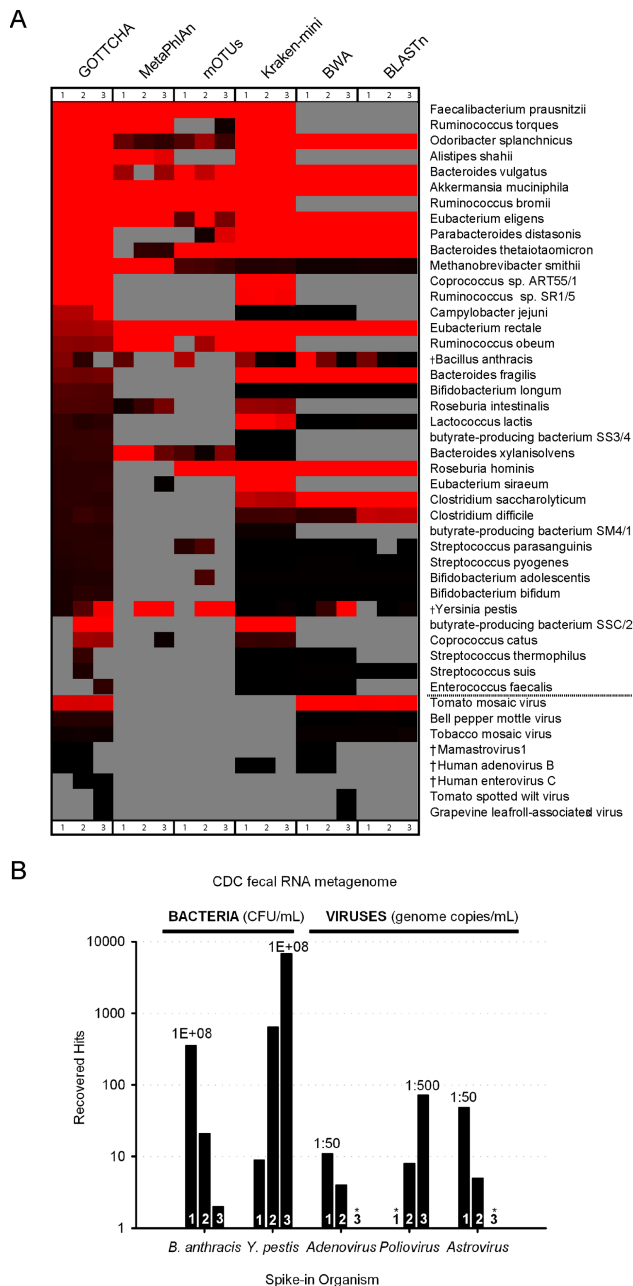 A
GOTTCHA MetaPhlAn mOTUs Kraken-mini BWA BLASTn
1 2 3 1 2 3 1 2 3 1 2 3 1 2 3 1 2 3
Faecalibacterium prausnitzii
Ruminococcus torques
Odoribacter splanchnicus
Alistipes shahii
Bacteroides vulgatus
Akkermansia muciniphila
Ruminococcus bromii
Eubacterium eligens
Parabacteroides distasonis
Bacteroides thetaiotaomicron
Methanobrevibacter smithii
Coprococcus sp. ART55/1
Ruminococcus sp. SR1/5
Campylobacter jejuni
Eubacterium rectale
Ruminococcus obeum
†Bacillus anthracis
Bacteroides fragilis
Bifidobacterium longum
Roseburia intestinalis
Lactococcus lactis
butyrate-producing bacterium SS3/4
Bacteroides xylanisolvens
Roseburia hominis
Eubacterium siraeum
Clostridium saccharolyticum
Clostridium difficile
butyrate-producing bacterium SM4/1
Streptococcus parasanguinis
Streptococcus pyogenes
Bifidobacterium adolescentis
Bifidobacterium bifidum
†Yersinia pestis
butyrate-producing bacterium SSC/2
Coprococcus catus
Streptococcus thermophilus
Streptococcus suis
Enterococcus faecalis
Tomato mosaic virus
Bell pepper mottle virus
Tobacco mosaic virus
†Mamastrovirus1
†Human adenovirus B
†Human enterovirus C
Tomato spotted wilt virus
Grapevine leafroll-associated virus
1 2 3 1 2 3 1 2 3 1 2 3 1 2 3 1 2 3
B
CDC fecal RNA metagenome
BACTERIA (CFU/mL) VIRUSES (genome copies/mL)
10000
1000
100
10
1
Recovered Hits
1E+08
1E+08
1:50
1:500
1:50
* * *
1 2 3 1 2 3 1 2 3 1 2 3 1 2 3
B. anthracis Y. pestis Adenovirus Poliovirus Astrovirus
Spike-in Organism